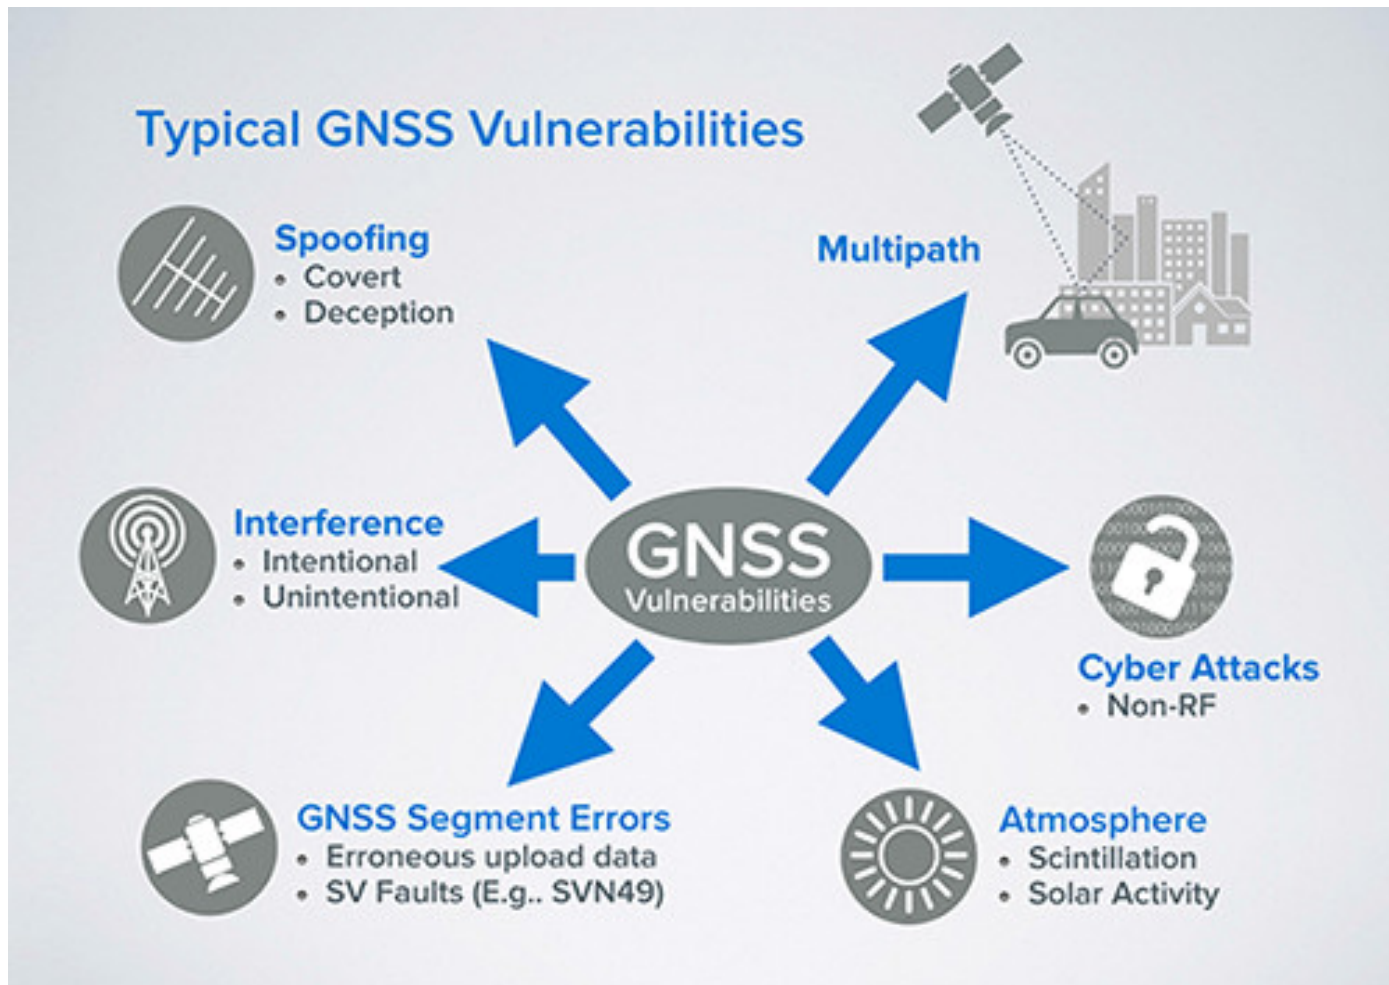 Typical GNSS Vulnerabilities
Spoofing
• Covert
• Deception
Multipath
Interference
• Intentional
• Unintentional
GNSS
Vulnerabilities
Cyber Attacks
• Non-RF
GNSS Segment Errors
• Erroneous upload data
• SV Faults (E.g.. SVN49)
Atmosphere
• Scintillation
• Solar Activity